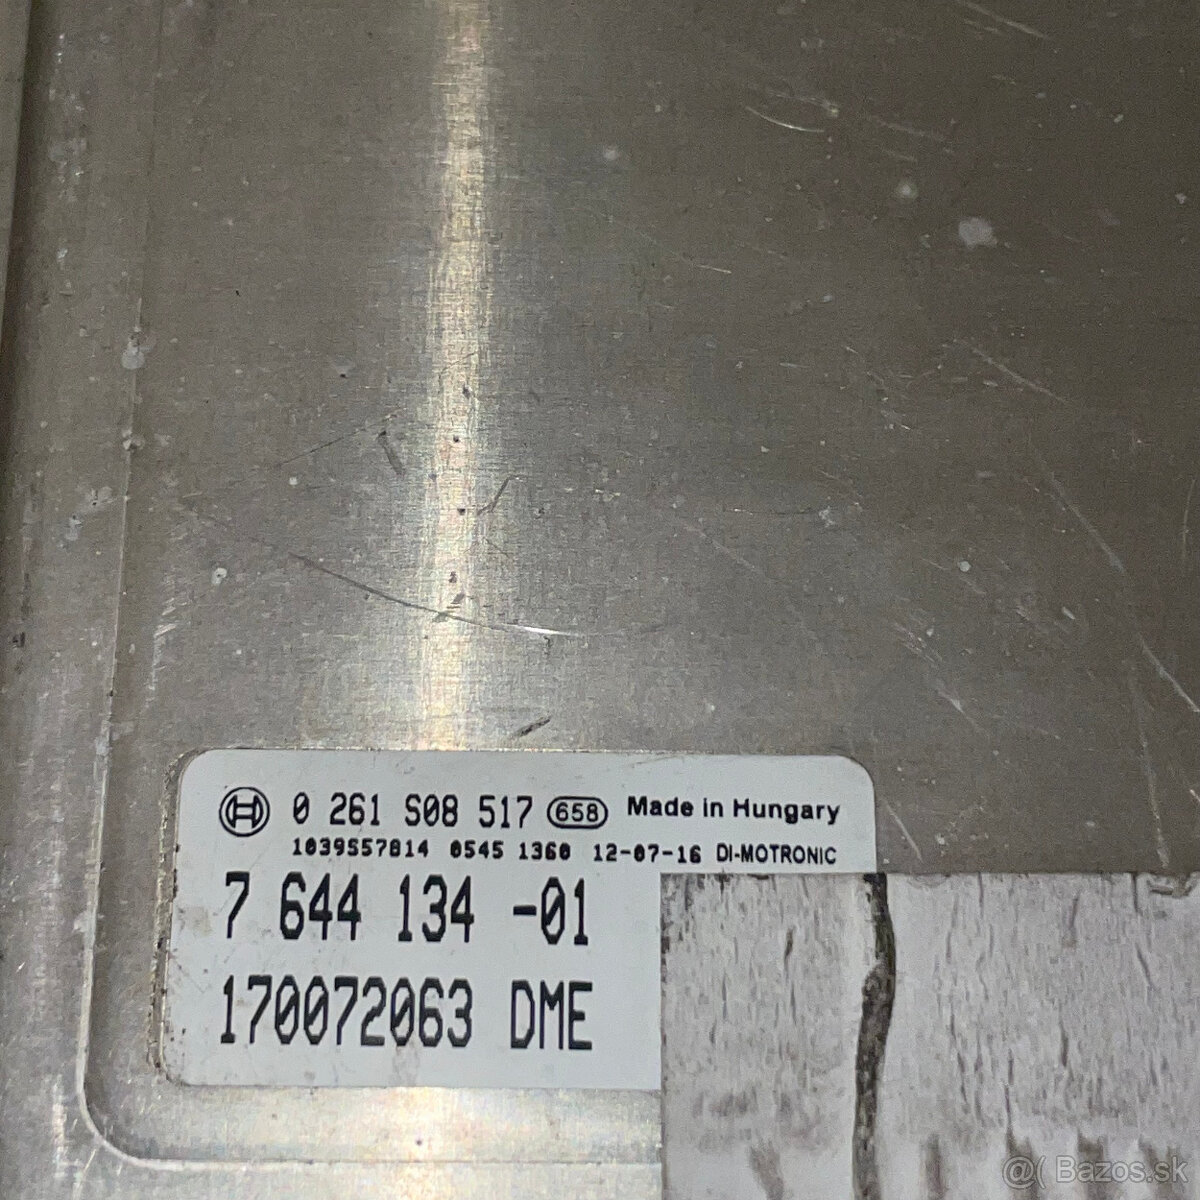 0 261 S08 517 658 Made in Hungary
1039557814 0545 1360 12-07-16 DI-MOTRONIC
7 644 134 -01
170072063 DME
@( Bazos.sk